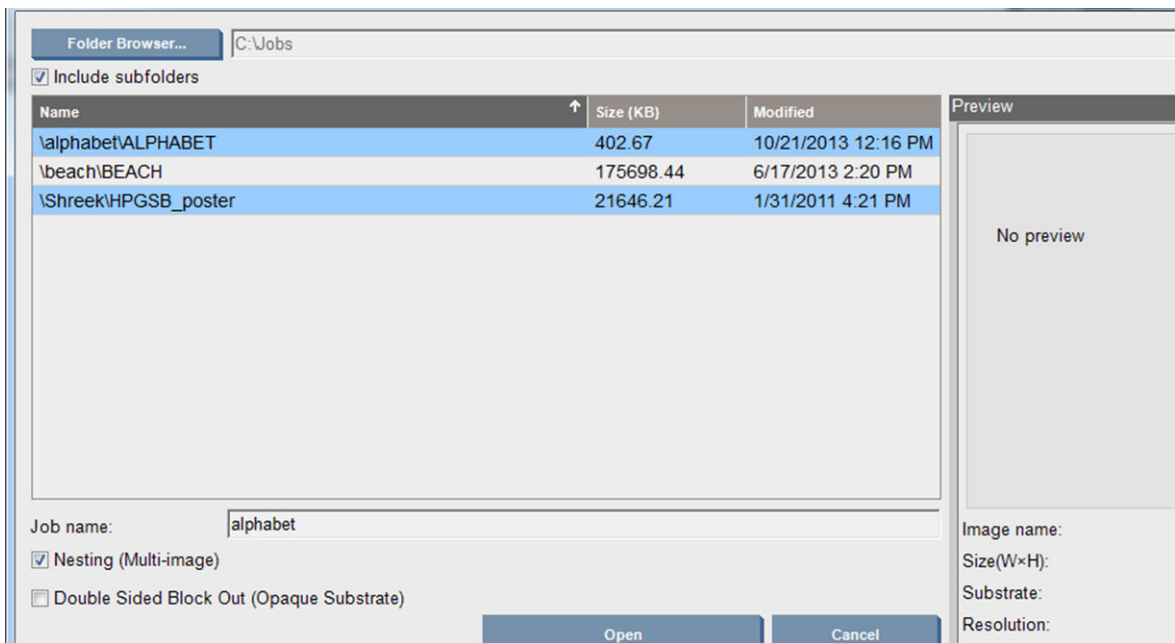 Folder Browser... C:\Jobs
Include subfolders
Name Size (KB) Modified
\alphabet\ALPHABET 402.67 10/21/2013 12:16 PM
\beach\BEACH 175698.44 6/17/2013 2:20 PM
\Shreek\HPGSB_poster 21646.21 1/31/2011 4:21 PM
Job name: alphabet
Nesting (Multi-image)
Double Sided Block Out (Opaque Substrate)
Open Cancel
Preview
No preview
Image name:
Size(W×H):
Substrate:
Resolution: